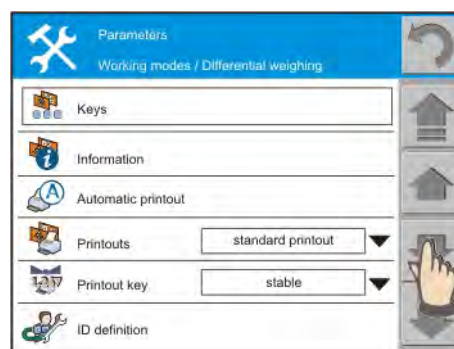 Parameters
Working modes / Differential weighing
Keys
Information
Automatic printout
Printouts standard printout
Printout key stable
ID definition